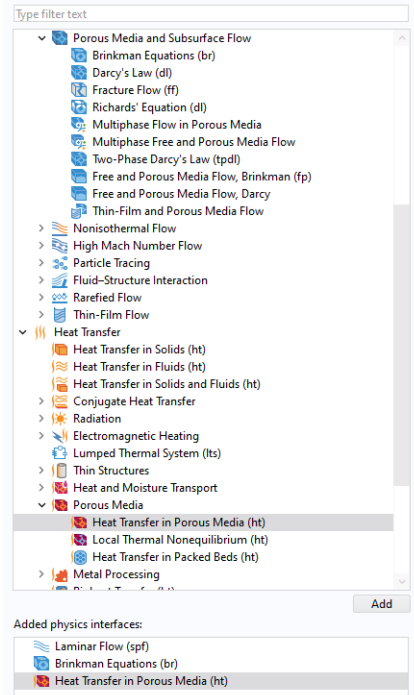 Type filter text
Porous Media and Subsurface Flow
Brinkman Equations (br)
Darcy's Law (dl)
Fracture Flow (ff)
Richards' Equation (dl)
Multiphase Flow in Porous Media
Multiphase Free and Porous Media Flow
Two-Phase Darcy's Law (tpdl)
Free and Porous Media Flow, Brinkman (fp)
Free and Porous Media Flow, Darcy
Thin-Film and Porous Media Flow
Nonisothermal Flow
High Mach Number Flow
Particle Tracing
Fluid–Structure Interaction
Rarefied Flow
Thin-Film Flow
Heat Transfer
Heat Transfer in Solids (ht)
Heat Transfer in Fluids (ht)
Heat Transfer in Solids and Fluids (ht)
Conjugate Heat Transfer
Radiation
Electromagnetic Heating
Lumped Thermal System (lts)
Thin Structures
Heat and Moisture Transport
Porous Media
Heat Transfer in Porous Media (ht)
Local Thermal Nonequilibrium (ht)
Heat Transfer in Packed Beds (ht)
Metal Processing
Add
Added physics interfaces:
Laminar Flow (spf)
Brinkman Equations (br)
Heat Transfer in Porous Media (ht)